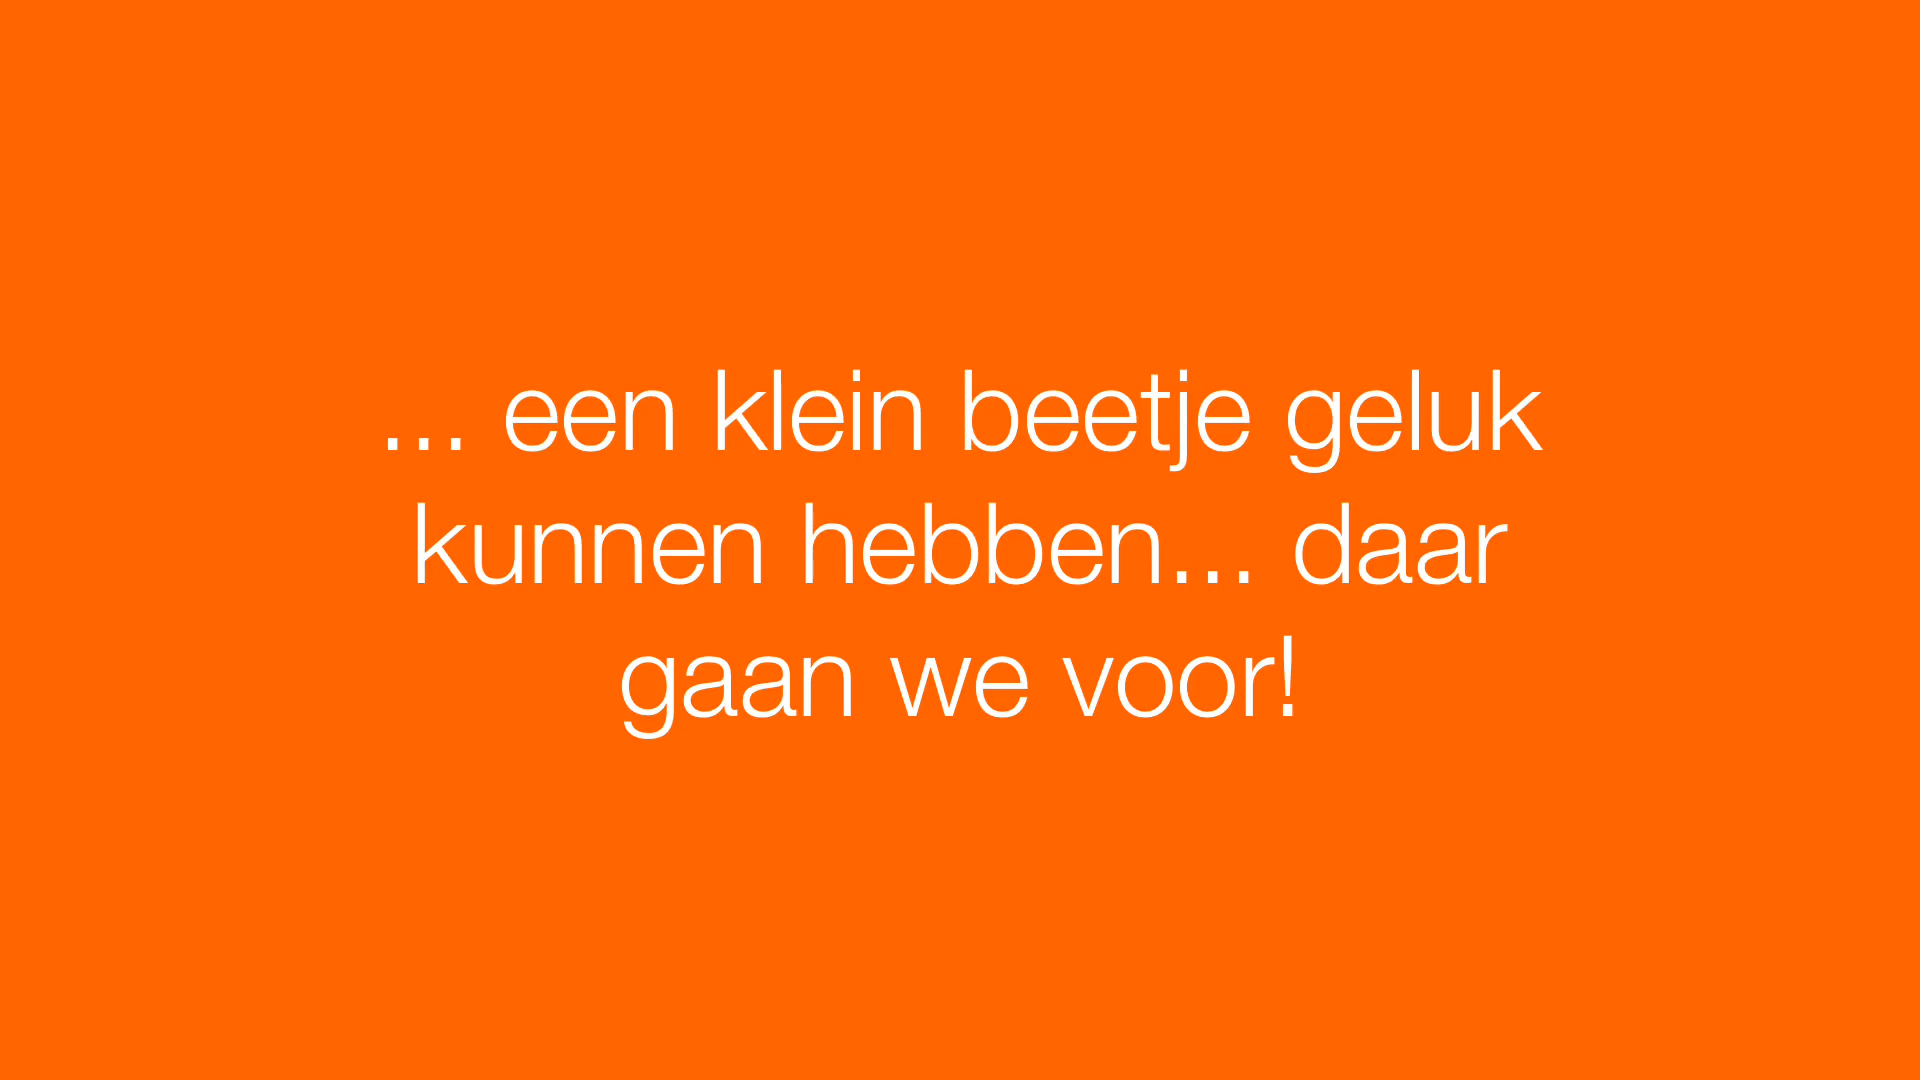 ... een klein beetje geluk
kunnen hebben... daar
gaan we voor!